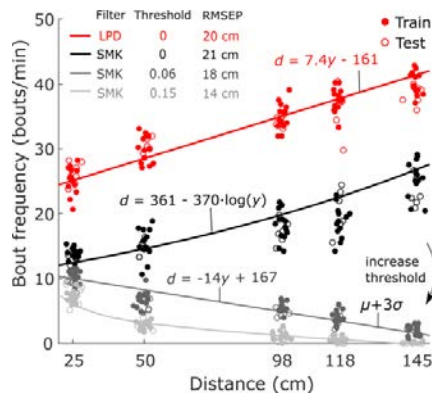 Filter Threshold RMSEP
LPD 0 20 cm
SMK 0 21 cm
SMK 0.06 18 cm
SMK 0.15 14 cm
Train
Test
d = 7.4y - 161
d = 361 - 370·log(y)
d = -14y + 167
μ+3σ
increase
threshold
Bout frequency (bouts/min)
50
40
30
20
10
0
25 50 98 118 145
Distance (cm)